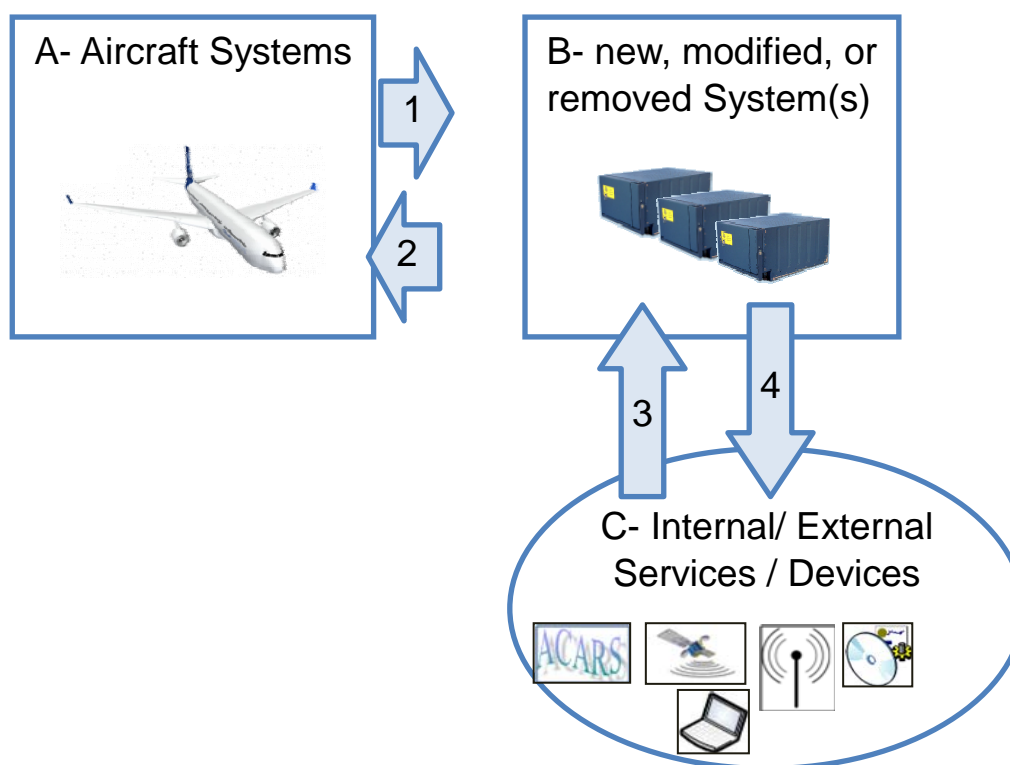 A- Aircraft Systems
B- new, modified, or
removed System(s)
1
2
3
4
C- Internal/ External
Services / Devices
ACARS